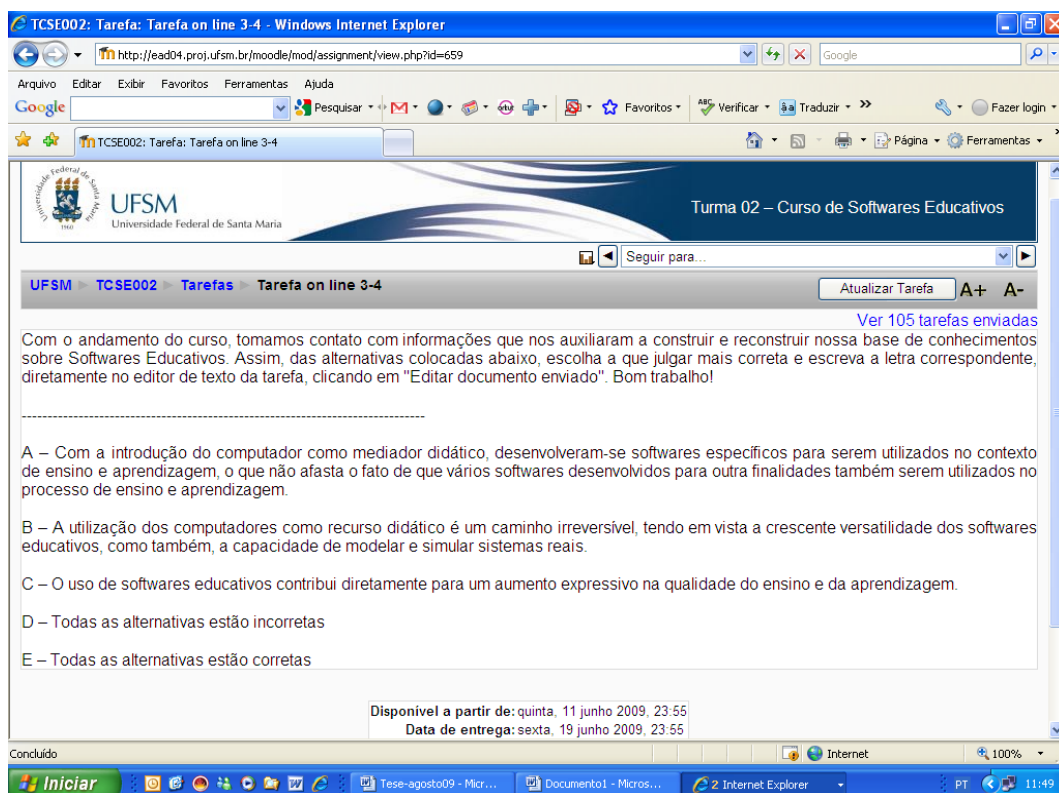 TCSE002: Tarefa: Tarefa on line 3-4 - Windows Internet Explorer
http://ead04.proj.ufsm.br/moodle/mod/assignment/view.php?id=659
Google
Arquivo Editar Exibir Favoritos Ferramentas Ajuda
Google Pesquisar Favoritos Verificar Traduzir Fazer login
TCSE002: Tarefa: Tarefa on line 3-4 Página Ferramentas
Universidade Federal de Santa Maria
1960
UFSM
Universidade Federal de Santa Maria
Turma 02 – Curso de Softwares Educativos
Seguir para...
UFSM TCSE002 Tarefas Tarefa on line 3-4 Atualizar Tarefa A+ A-
Ver 105 tarefas enviadas
Com o andamento do curso, tomamos contato com informações que nos auxiliaram a construir e reconstruir nossa base de conhecimentos
sobre Softwares Educativos. Assim, das alternativas colocadas abaixo, escolha a que julgar mais correta e escreva a letra correspondente,
diretamente no editor de texto da tarefa, clicando em "Editar documento enviado". Bom trabalho!
------------------------------------------------------------------------------
A – Com a introdução do computador como mediador didático, desenvolveram-se softwares específicos para serem utilizados no contexto
de ensino e aprendizagem, o que não afasta o fato de que vários softwares desenvolvidos para outra finalidades também serem utilizados no
processo de ensino e aprendizagem.
B – A utilização dos computadores como recurso didático é um caminho irreversível, tendo em vista a crescente versatilidade dos softwares
educativos, como também, a capacidade de modelar e simular sistemas reais.
C – O uso de softwares educativos contribui diretamente para um aumento expressivo na qualidade do ensino e da aprendizagem.
D – Todas as alternativas estão incorretas
E – Todas as alternativas estão corretas
Disponível a partir de: quinta, 11 junho 2009, 23:55
Data de entrega: sexta, 19 junho 2009, 23:55
Concluído Internet 100%
Iniciar Tese-agosto09 - Micr... Documento1 - Micros... 2 Internet Explorer PT 11:49